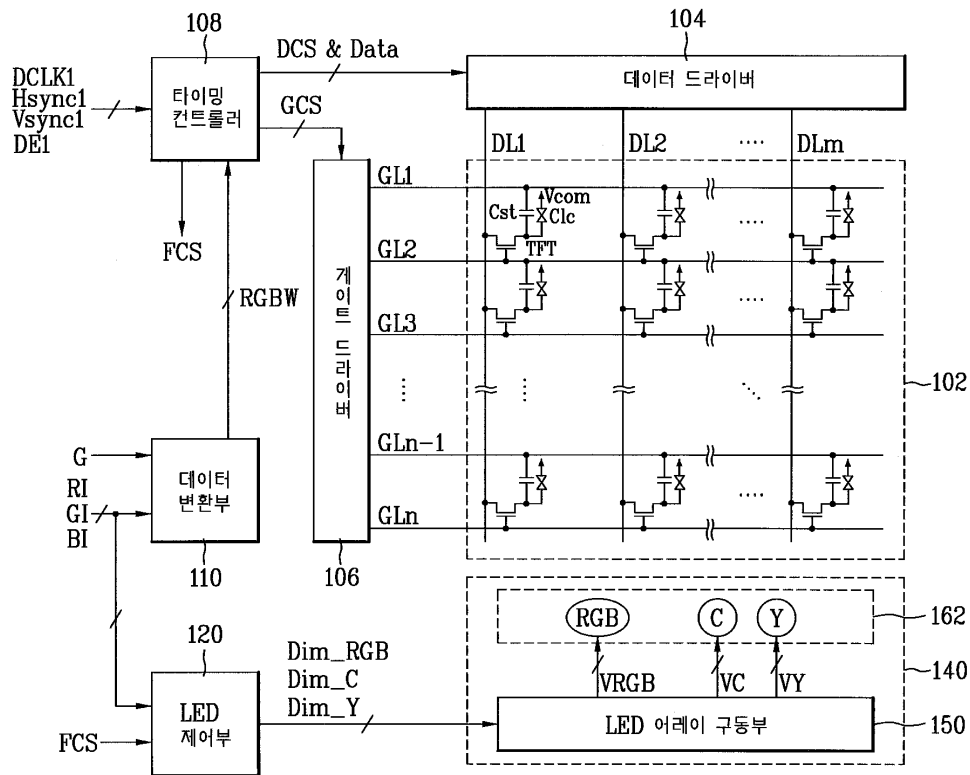 108
DCLK1
Hsync1
Vsync1
DE1
타이밍
컨트롤러
DCS & Data
GCS
FCS
104
데이터 드라이버
DL1
DL2
....
DLm
GL1
Vcom
Cst
Clc
....
GL2
TFT
....
GL3
게이트 드라이버
RGBW
102
GLn-1
....
GLn
106
G
RI
GI
BI
데이터
변환부
110
120
LED
제어부
FCS
Dim_RGB
Dim_C
Dim_Y
RGB
C
Y
162
VRGB
VC
VY
140
LED 어레이 구동부
150